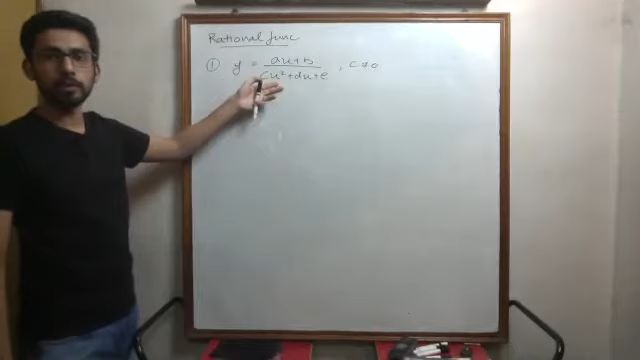 Rational func
① y = ax+b / cx²+dx+e , c≠0